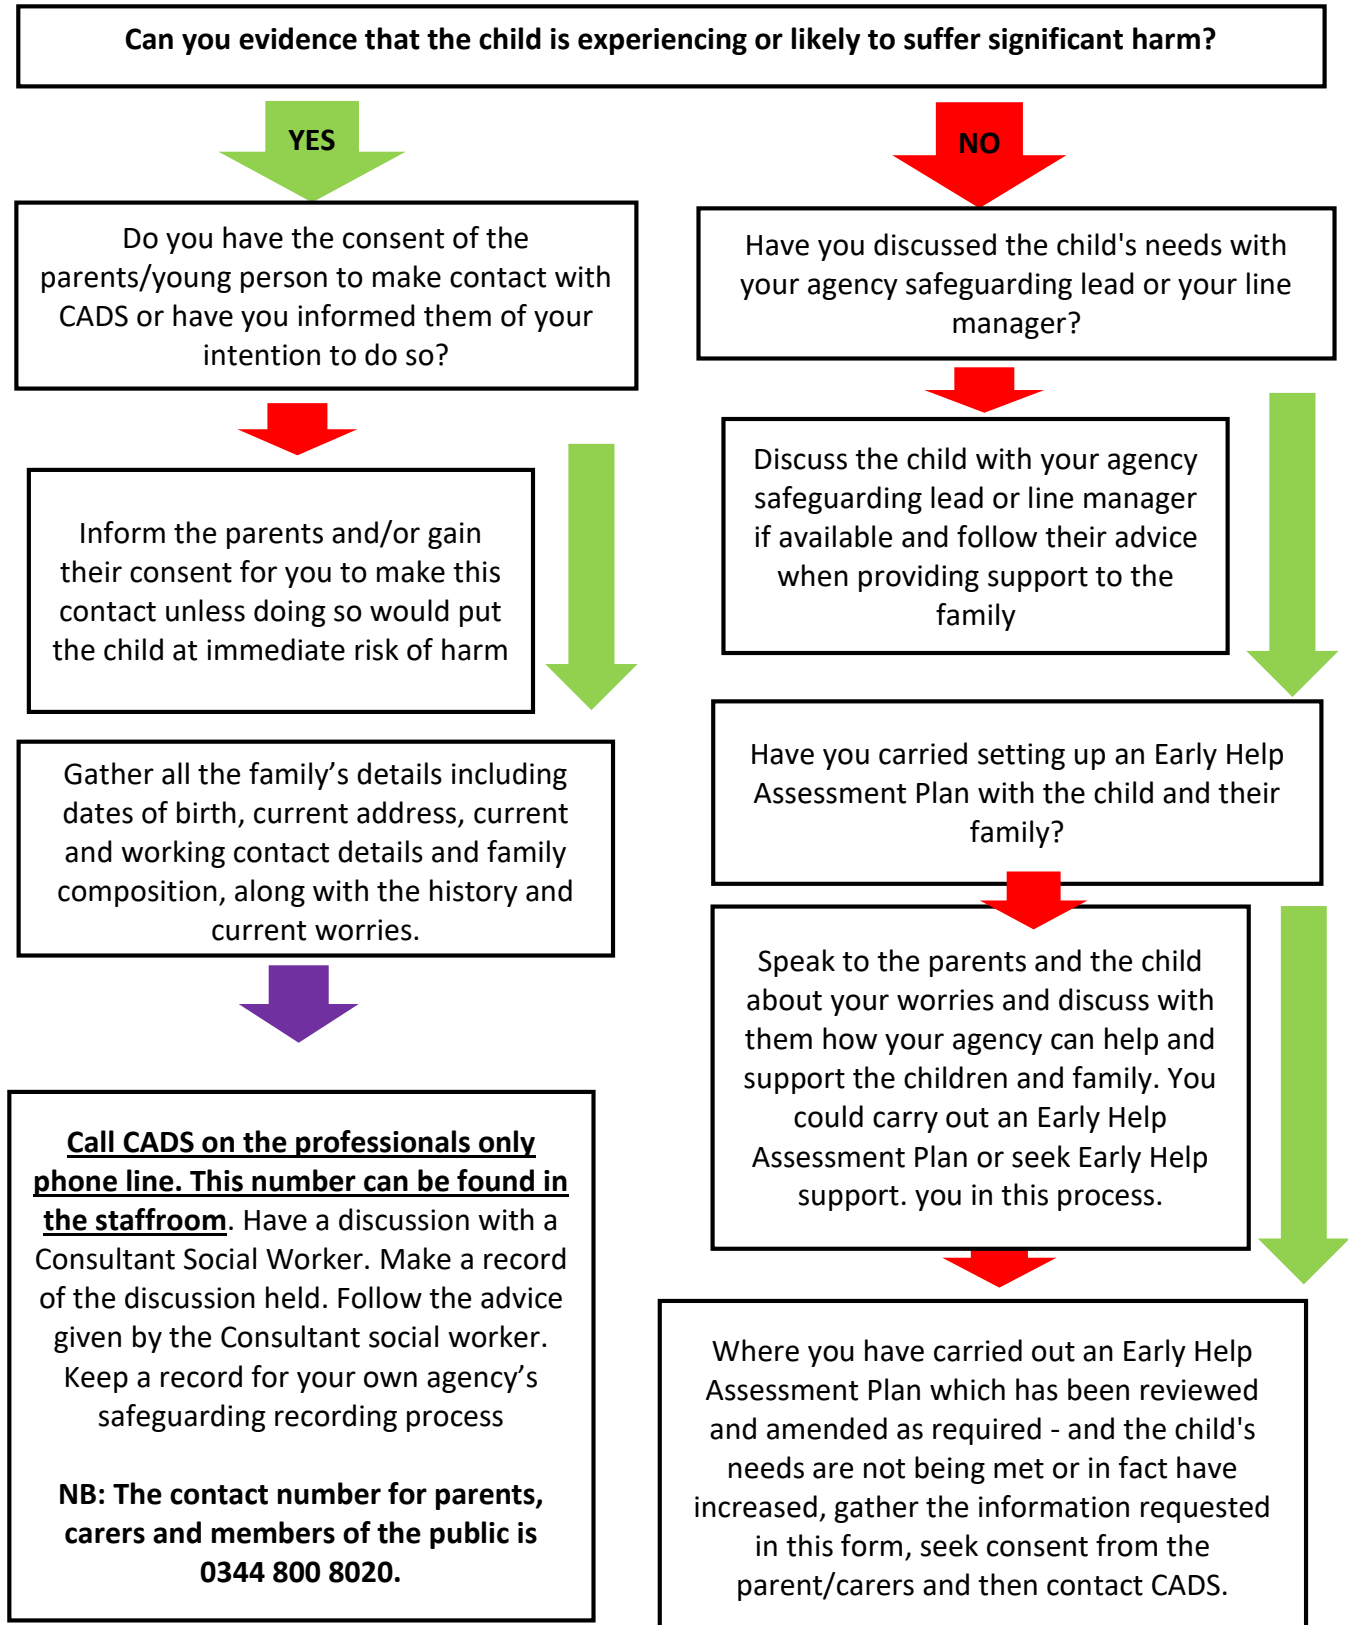 Can you evidence that the child is experiencing or likely to suffer significant harm?
YES
NO
Do you have the consent of the
parents/young person to make contact with
CADS or have you informed them of your
intention to do so?
Have you discussed the child's needs with
your agency safeguarding lead or your line
manager?
Inform the parents and/or gain
their consent for you to make this
contact unless doing so would put
the child at immediate risk of harm
Discuss the child with your agency
safeguarding lead or line manager
if available and follow their advice
when providing support to the
family
Gather all the family’s details including
dates of birth, current address, current
and working contact details and family
composition, along with the history and
current worries.
Have you carried setting up an Early Help
Assessment Plan with the child and their
family?
Speak to the parents and the child
about your worries and discuss with
them how your agency can help and
support the children and family. You
could carry out an Early Help
Assessment Plan or seek Early Help
support. you in this process.
Call CADS on the professionals only
phone line. This number can be found in
the staffroom. Have a discussion with a
Consultant Social Worker. Make a record
of the discussion held. Follow the advice
given by the Consultant social worker.
Keep a record for your own agency’s
safeguarding recording process
NB: The contact number for parents,
carers and members of the public is
0344 800 8020.
Where you have carried out an Early Help
Assessment Plan which has been reviewed
and amended as required - and the child's
needs are not being met or in fact have
increased, gather the information requested
in this form, seek consent from the
parent/carers and then contact CADS.